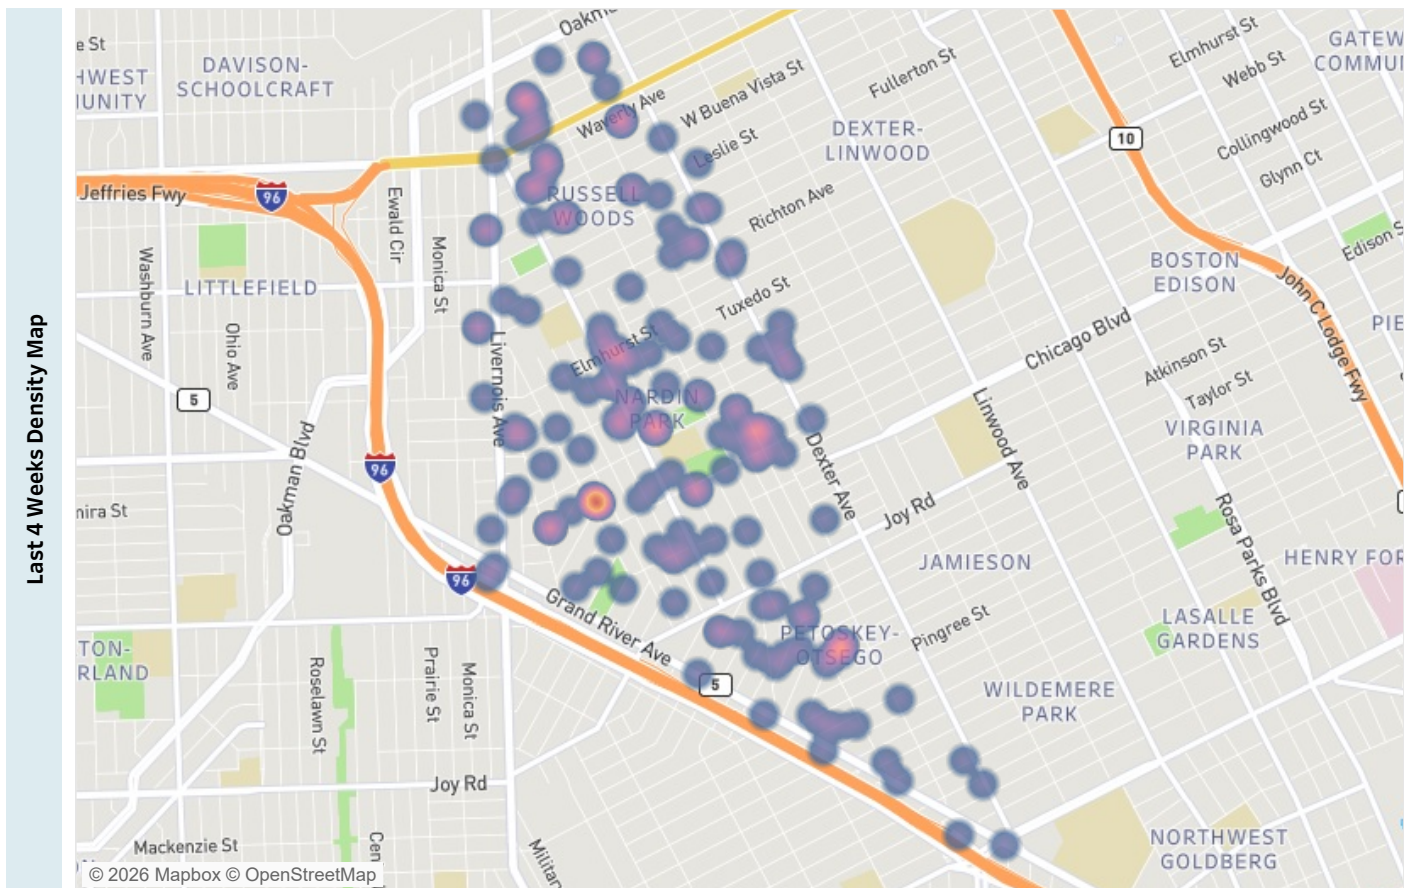 Last 4 Weeks Density Map
e St
HWEST
UNITY
DAVISON-
SCHOOLCRAFT
Oakm
Waverly Ave
W Buena Vista St
Fullerton St
Elmhurst St
Webb St
GATEW
COMMU
Collingwood St
Glynn Ct
DEXTER-
LINWOOD
Leslie St
10
Jeffries Fwy
96
Ewald Cir
RUSSELL
WOODS
Richton Ave
Edison S
BOSTON
EDISON
Washburn Ave
Monica St
LITTLEFIELD
Tuxedo St
John C Lodge Fwy
PIE
Ohio Ave
Livernois Ave
Elmhurst St
Chicago Blvd
Atkinson St
Taylor St
5
NARDIN
PARK
Linwood Ave
VIRGINIA
PARK
Oakman Blvd
96
Dexter Ave
Joy Rd
Rosa Parks Blvd
nira St
JAMIESON
HENRY FOR
96
Grand River Ave
PETOSKEY-
OTSEGO
Pingree St
LASALLE
GARDENS
TON-
RLAND
Roselawn St
Prairie St
Monica St
5
WILDEMERE
PARK
Joy Rd
Mackenzie St
Cen
Militar
NORTHWEST
GOLDBERG
© 2026 Mapbox © OpenStreetMap